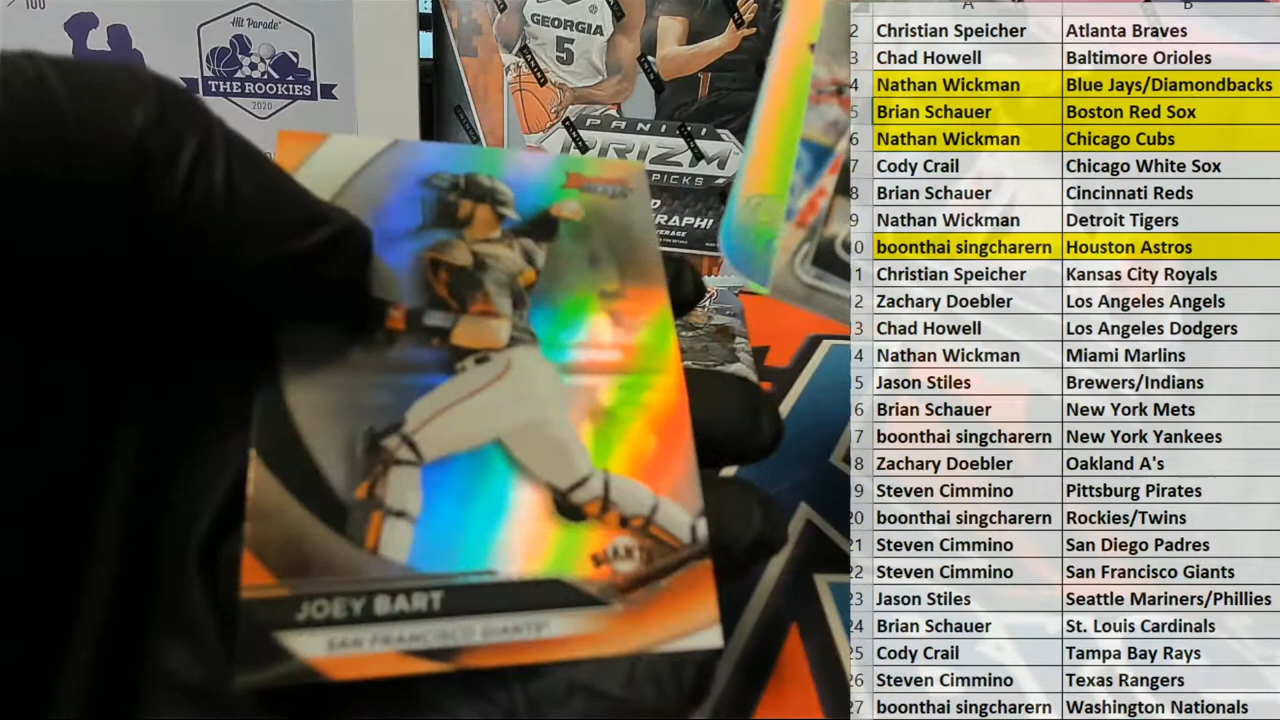 /100
Hit Parade
THE ROOKIES
2020
GEORGIA
5
PANINI
PRIZM
PICKS
JOEY BART
SAN FRANCISCO GIANTS
GIANTS
A B
2 Christian Speicher Atlanta Braves
3 Chad Howell Baltimore Orioles
4 Nathan Wickman Blue Jays/Diamondbacks
5 Brian Schauer Boston Red Sox
6 Nathan Wickman Chicago Cubs
7 Cody Crail Chicago White Sox
8 Brian Schauer Cincinnati Reds
9 Nathan Wickman Detroit Tigers
0 boonthai singcharern Houston Astros
1 Christian Speicher Kansas City Royals
2 Zachary Doebler Los Angeles Angels
3 Chad Howell Los Angeles Dodgers
4 Nathan Wickman Miami Marlins
5 Jason Stiles Brewers/Indians
6 Brian Schauer New York Mets
7 boonthai singcharern New York Yankees
8 Zachary Doebler Oakland A's
9 Steven Cimmino Pittsburg Pirates
20 boonthai singcharern Rockies/Twins
21 Steven Cimmino San Diego Padres
22 Steven Cimmino San Francisco Giants
23 Jason Stiles Seattle Mariners/Phillies
24 Brian Schauer St. Louis Cardinals
25 Cody Crail Tampa Bay Rays
26 Steven Cimmino Texas Rangers
27 boonthai singcharern Washington Nationals